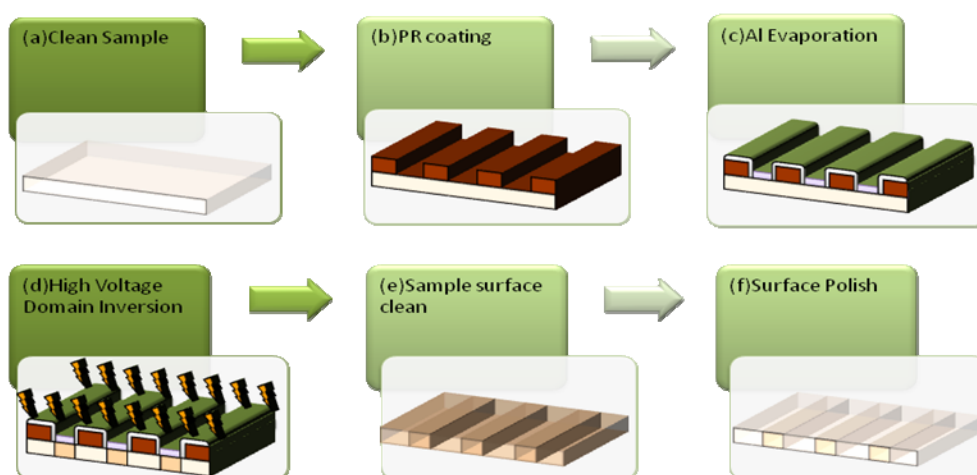 (a)Clean Sample
(b)PR coating
(c)Al Evaporation
(d)High Voltage
Domain Inversion
(e)Sample surface
clean
(f)Surface Polish